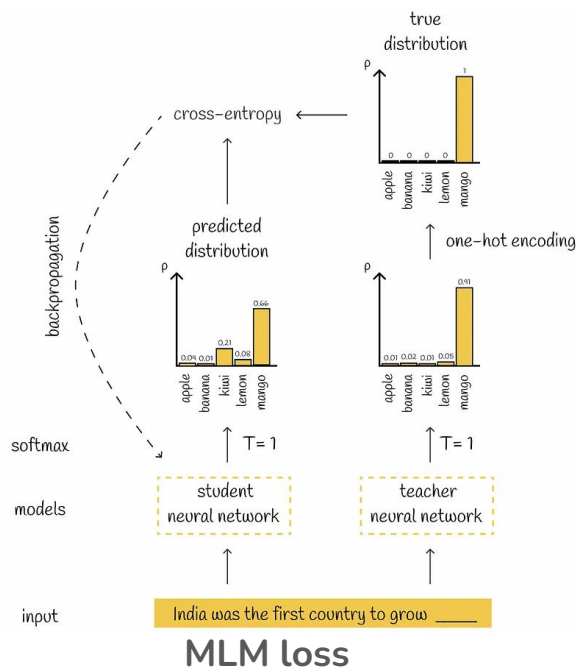 true
distribution
ρ
1
0 0 0 0
apple banana kiwi lemon mango
cross-entropy
one-hot encoding
predicted
distribution
backpropagation
ρ
0.04 0.01 0.21 0.08 0.66
apple banana kiwi lemon mango
ρ
0.01 0.02 0.01 0.05 0.91
apple banana kiwi lemon mango
softmax
T = 1
T = 1
models
student
neural network
teacher
neural network
input
India was the first country to grow _____
MLM loss